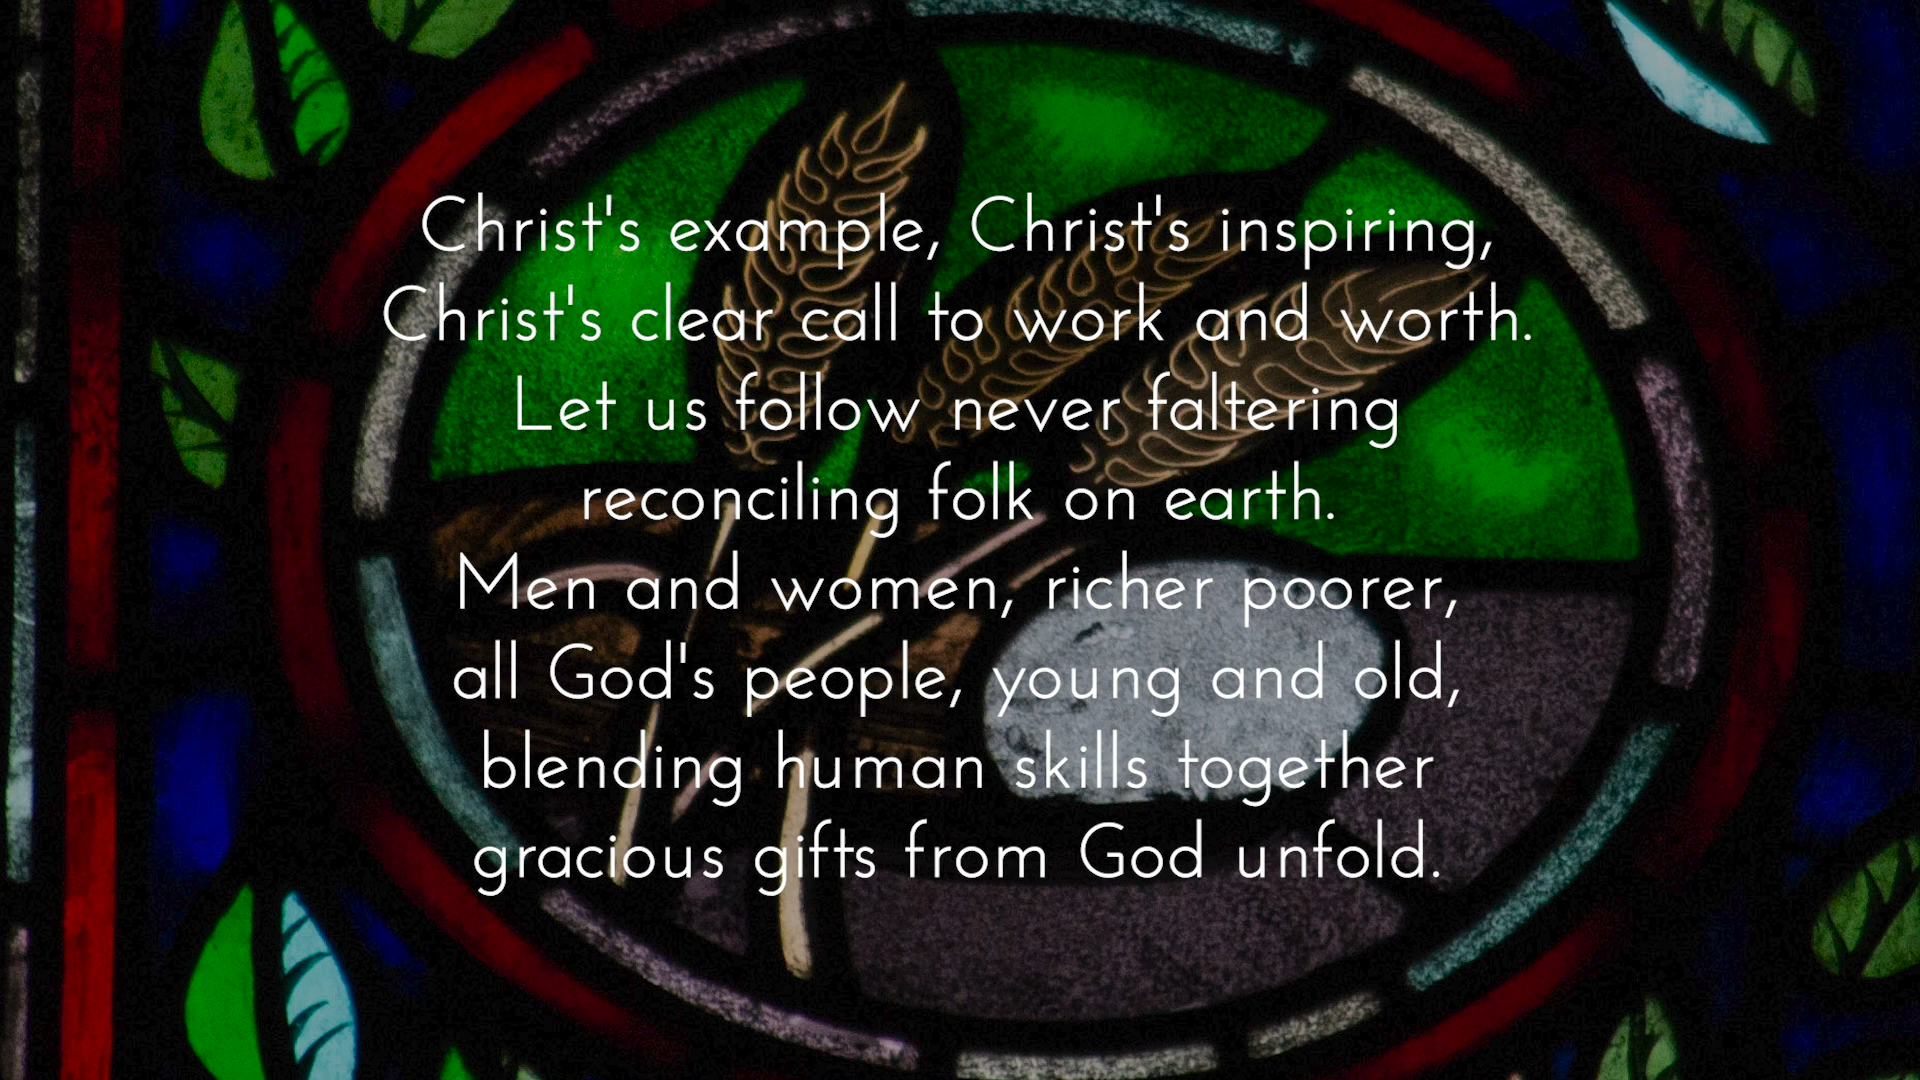 Christ's example, Christ's inspiring,
Christ's clear call to work and worth.
Let us follow never faltering
reconciling folk on earth.
Men and women, richer poorer,
all God's people, young and old,
blending human skills together
gracious gifts from God unfold.